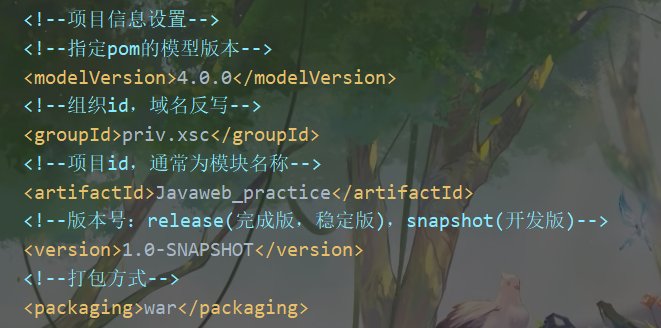 <!--项目信息设置-->
<!--指定pom的模型版本-->
<modelVersion>4.0.0</modelVersion>
<!--组织id，域名反写-->
<groupId>priv.xsc</groupId>
<!--项目id，通常为模块名称-->
<artifactId>Javaweb_practice</artifactId>
<!--版本号：release(完成版，稳定版)，snapshot(开发版)-->
<version>1.0-SNAPSHOT</version>
<!--打包方式-->
<packaging>war</packaging>